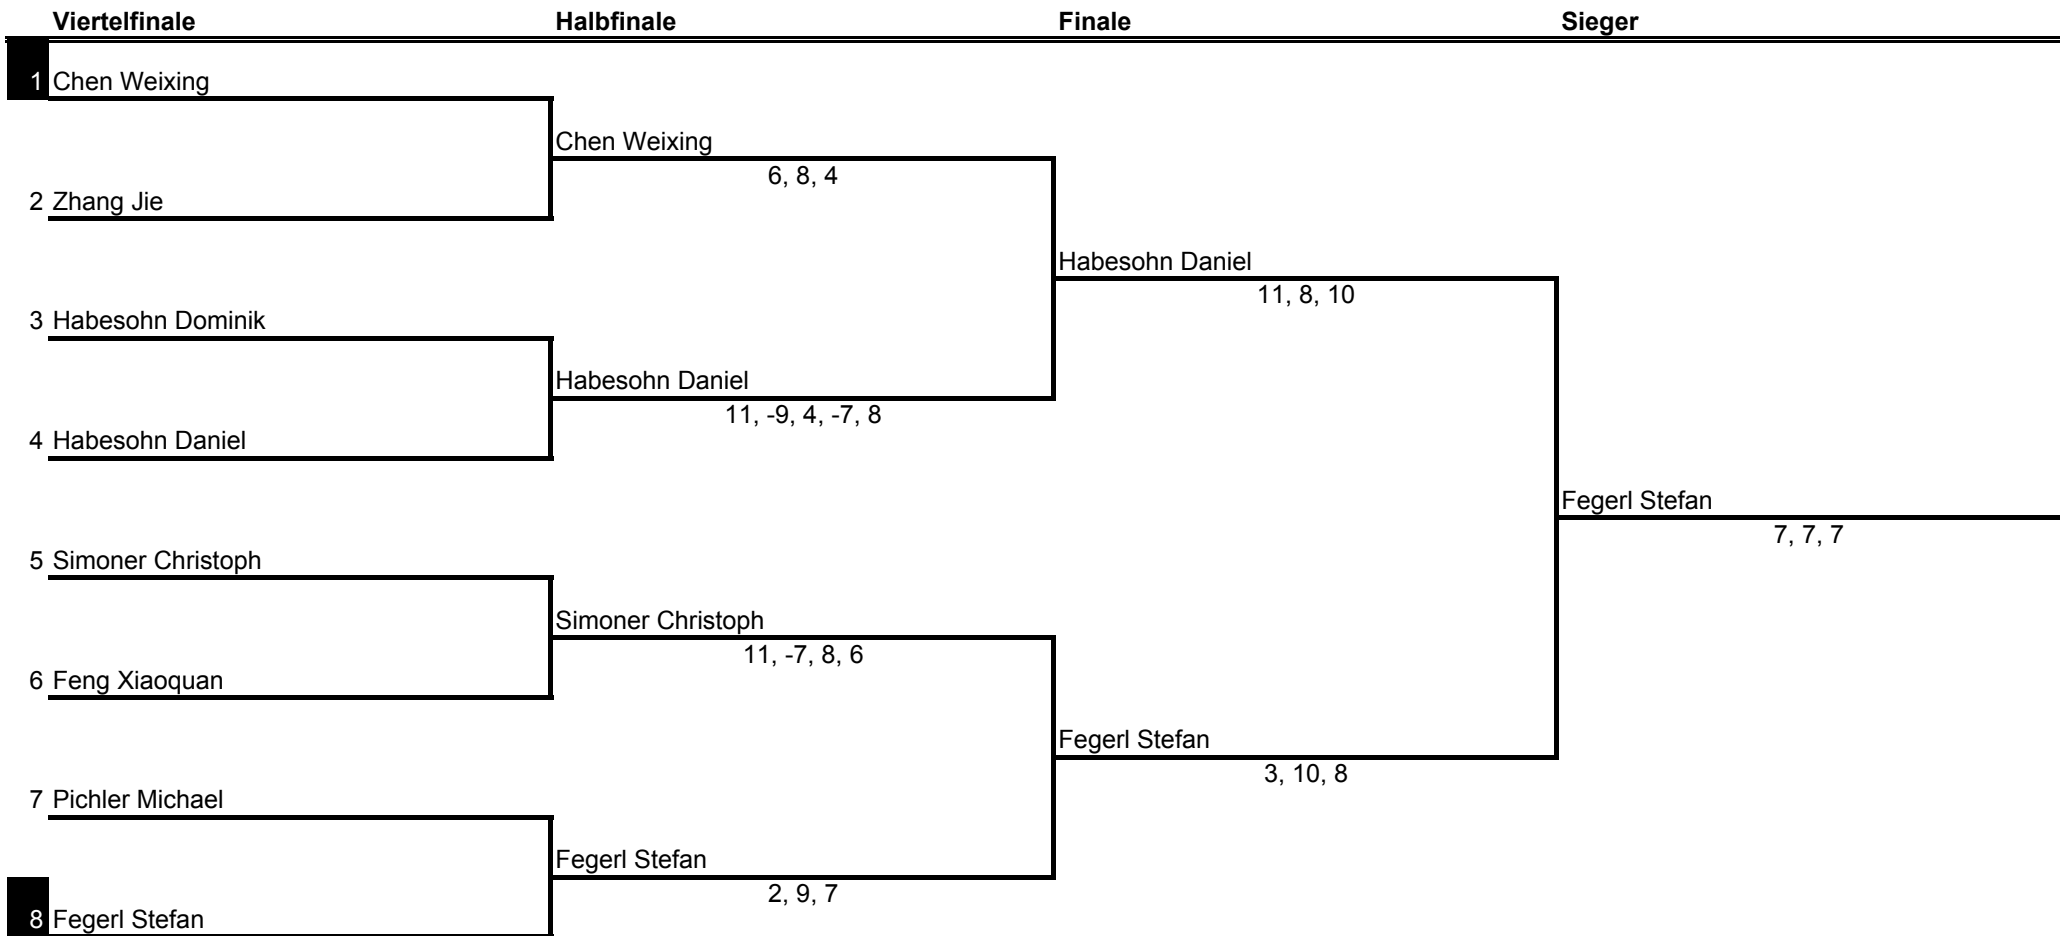 Viertelfinale Halbfinale Finale Sieger
1 Chen Weixing
Chen Weixing
6, 8, 4
2 Zhang Jie
Habesohn Daniel
11, 8, 10
3 Habesohn Dominik
Habesohn Daniel
11, -9, 4, -7, 8
4 Habesohn Daniel
Fegerl Stefan
7, 7, 7
5 Simoner Christoph
Simoner Christoph
11, -7, 8, 6
6 Feng Xiaoquan
Fegerl Stefan
3, 10, 8
7 Pichler Michael
Fegerl Stefan
2, 9, 7
8 Fegerl Stefan